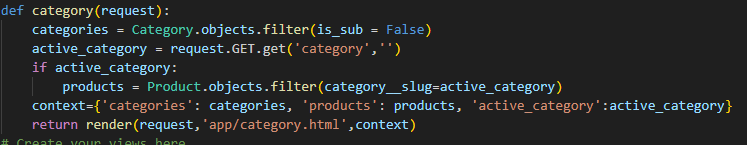 def category(request):
    categories = Category.objects.filter(is_sub = False)
    active_category = request.GET.get('category','')
    if active_category:
        products = Product.objects.filter(category__slug=active_category)
    context={'categories': categories, 'products': products, 'active_category':active_category}
    return render(request,'app/category.html',context)
# Create your views here